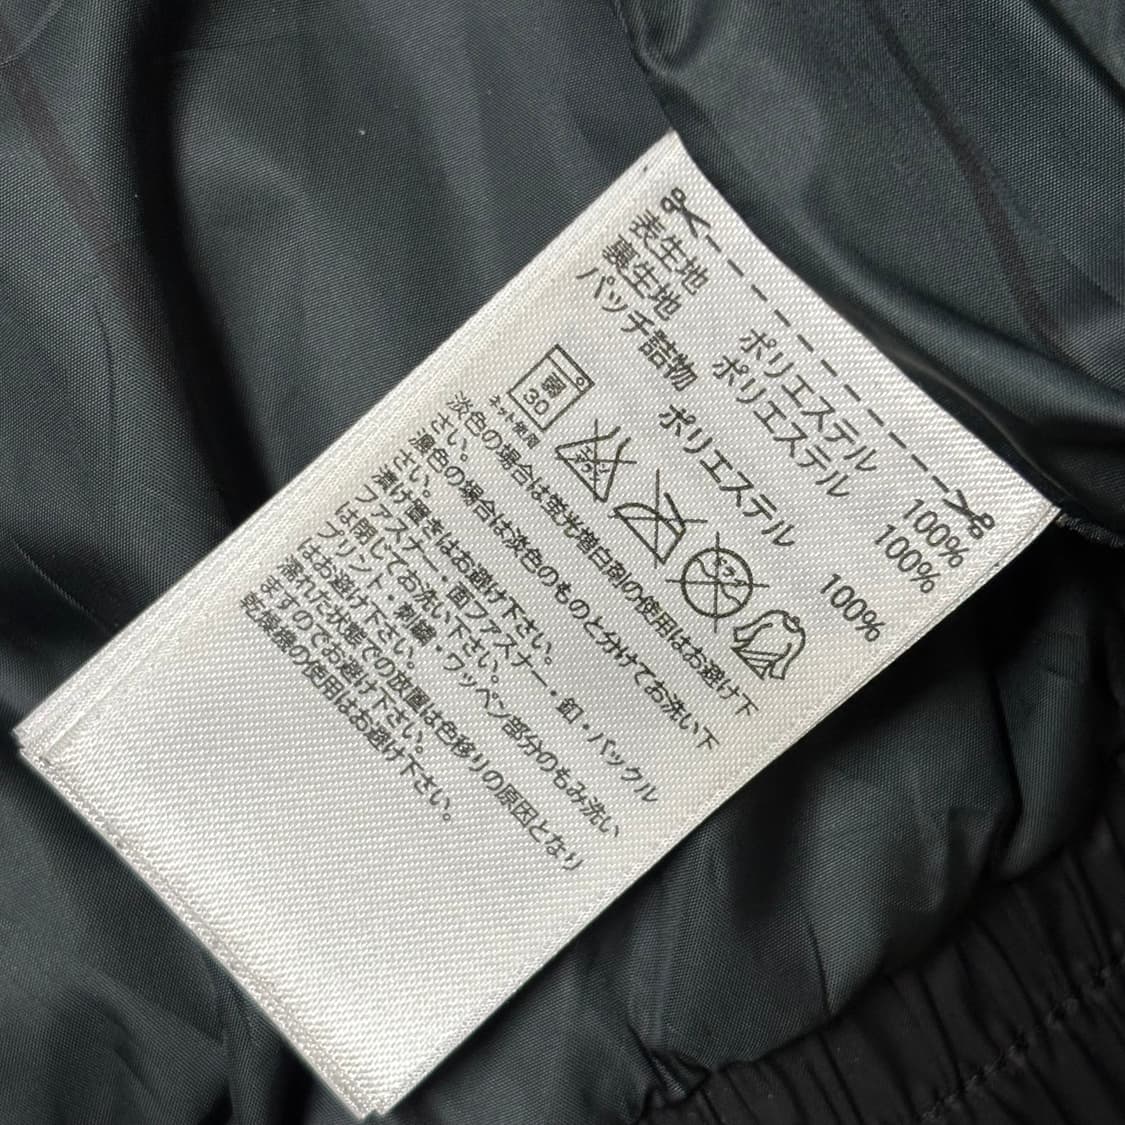 表生地 ポリエステル 100%
裏生地 ポリエステル 100%
パッチ詰物 ポリエステル 100%
弱
30
ネット使用
淡色の場合は蛍光増白剤の使用はお避け下
さい。
濃色の場合は淡色のものと分けてお洗い下
さい。
漬け置きはお避け下さい。
ファスナー・面ファスナー・釦・バックル
は閉じてお洗い下さい。
プリント・刺繍・ワッペン部分のもみ洗い
はお避け下さい。
濡れた状態での放置は色移りの原因となり
ますのでお避け下さい。
乾燥機の使用はお避け下さい。